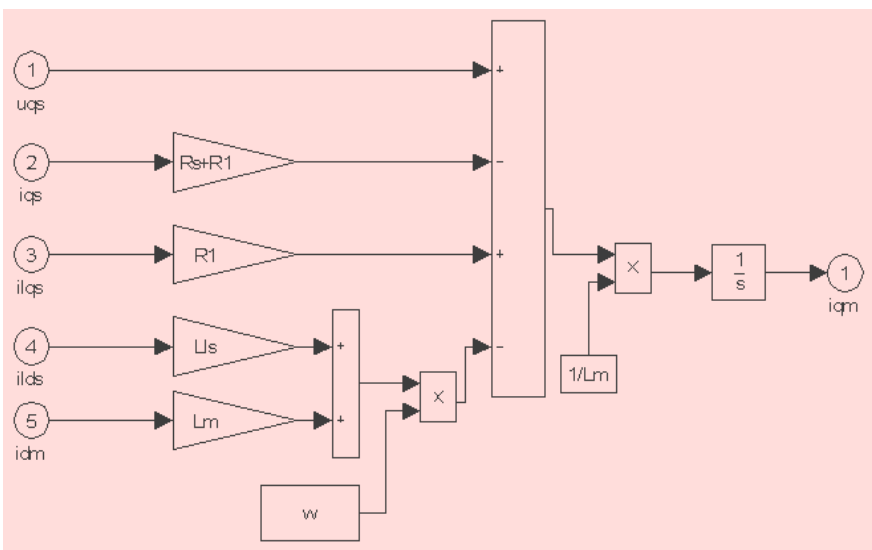 1
+
uqs
2
Rs+R1
−
iqs
3
R1
+
×
1
s
1
ilqs
iqm
4
Lls
+
−
ilds
1/Lm
×
5
Lm
+
idm
w